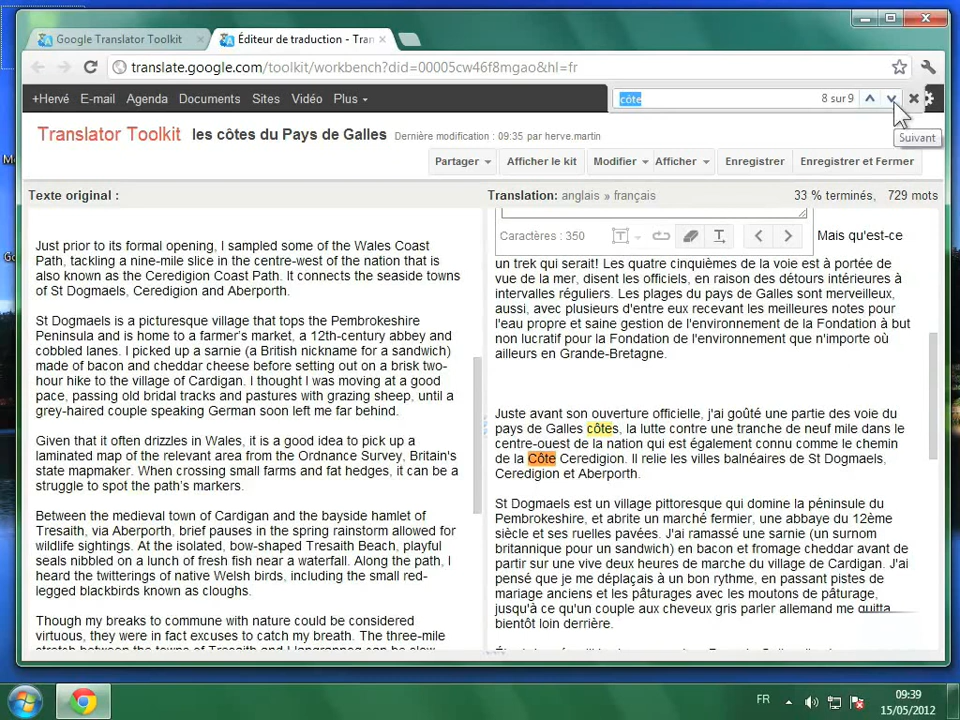 Google Translator Toolkit
Éditeur de traduction - Tran
translate.google.com/toolkit/workbench?did=00005cw46f8mgao&hl=fr
+Hervé E-mail Agenda Documents Sites Vidéo Plus
côte 8 sur 9
Suivant
Translator Toolkit les côtes du Pays de Galles Dernière modification : 09:35 par herve.martin
Partager Afficher le kit Modifier Afficher Enregistrer Enregistrer et Fermer
Texte original :
Just prior to its formal opening, I sampled some of the Wales Coast
Path, tackling a nine-mile slice in the centre-west of the nation that is
also known as the Ceredigion Coast Path. It connects the seaside towns
of St Dogmaels, Ceredigion and Aberporth.
St Dogmaels is a picturesque village that tops the Pembrokeshire
Peninsula and is home to a farmer's market, a 12th-century abbey and
cobbled lanes. I picked up a sarnie (a British nickname for a sandwich)
made of bacon and cheddar cheese before setting out on a brisk two-
hour hike to the village of Cardigan. I thought I was moving at a good
pace, passing old bridal tracks and pastures with grazing sheep, until a
grey-haired couple speaking German soon left me far behind.
Given that it often drizzles in Wales, it is a good idea to pick up a
laminated map of the relevant area from the Ordnance Survey, Britain's
state mapmaker. When crossing small farms and fat hedges, it can be a
struggle to spot the path's markers.
Between the medieval town of Cardigan and the bayside hamlet of
Tresaith, via Aberporth, brief pauses in the spring rainstorm allowed for
wildlife sightings. At the isolated, bow-shaped Tresaith Beach, playful
seals nibbled on a lunch of fresh fish near a waterfall. Along the path, I
heard the twitterings of native Welsh birds, including the small red-
legged blackbirds known as cloughs.
Though my breaks to commune with nature could be considered
virtuous, they were in fact excuses to catch my breath. The three-mile
stretch between the towns of Tresaith and Llangranneg can be slow
Translation: anglais » français 33 % terminés, 729 mots
Caractères : 350
Mais qu'est-ce
un trek qui serait! Les quatre cinquièmes de la voie est à portée de
vue de la mer, disent les officiels, en raison des détours intérieures à
intervalles réguliers. Les plages du pays de Galles sont merveilleux,
aussi, avec plusieurs d'entre eux recevant les meilleures notes pour
l'eau propre et saine gestion de l'environnement de la Fondation à but
non lucratif pour la Fondation de l'environnement que n'importe où
ailleurs en Grande-Bretagne.
Juste avant son ouverture officielle, j'ai goûté une partie des voie du
pays de Galles côtes, la lutte contre une tranche de neuf mile dans le
centre-ouest de la nation qui est également connu comme le chemin
de la Côte Ceredigion. Il relie les villes balnéaires de St Dogmaels,
Ceredigion et Aberporth.
St Dogmaels est un village pittoresque qui domine la péninsule du
Pembrokeshire, et abrite un marché fermier, une abbaye du 12ème
siècle et ses ruelles pavées. J'ai ramassé une sarnie (un surnom
britannique pour un sandwich) en bacon et fromage cheddar avant de
partir sur une vive deux heures de marche du village de Cardigan. J'ai
pensé que je me déplaçais à un bon rythme, en passant pistes de
mariage anciens et les pâturages avec les moutons de pâturage,
jusqu'à ce qu'un couple aux cheveux gris parler allemand me quitta
bientôt loin derrière.
FR
09:39
15/05/2012